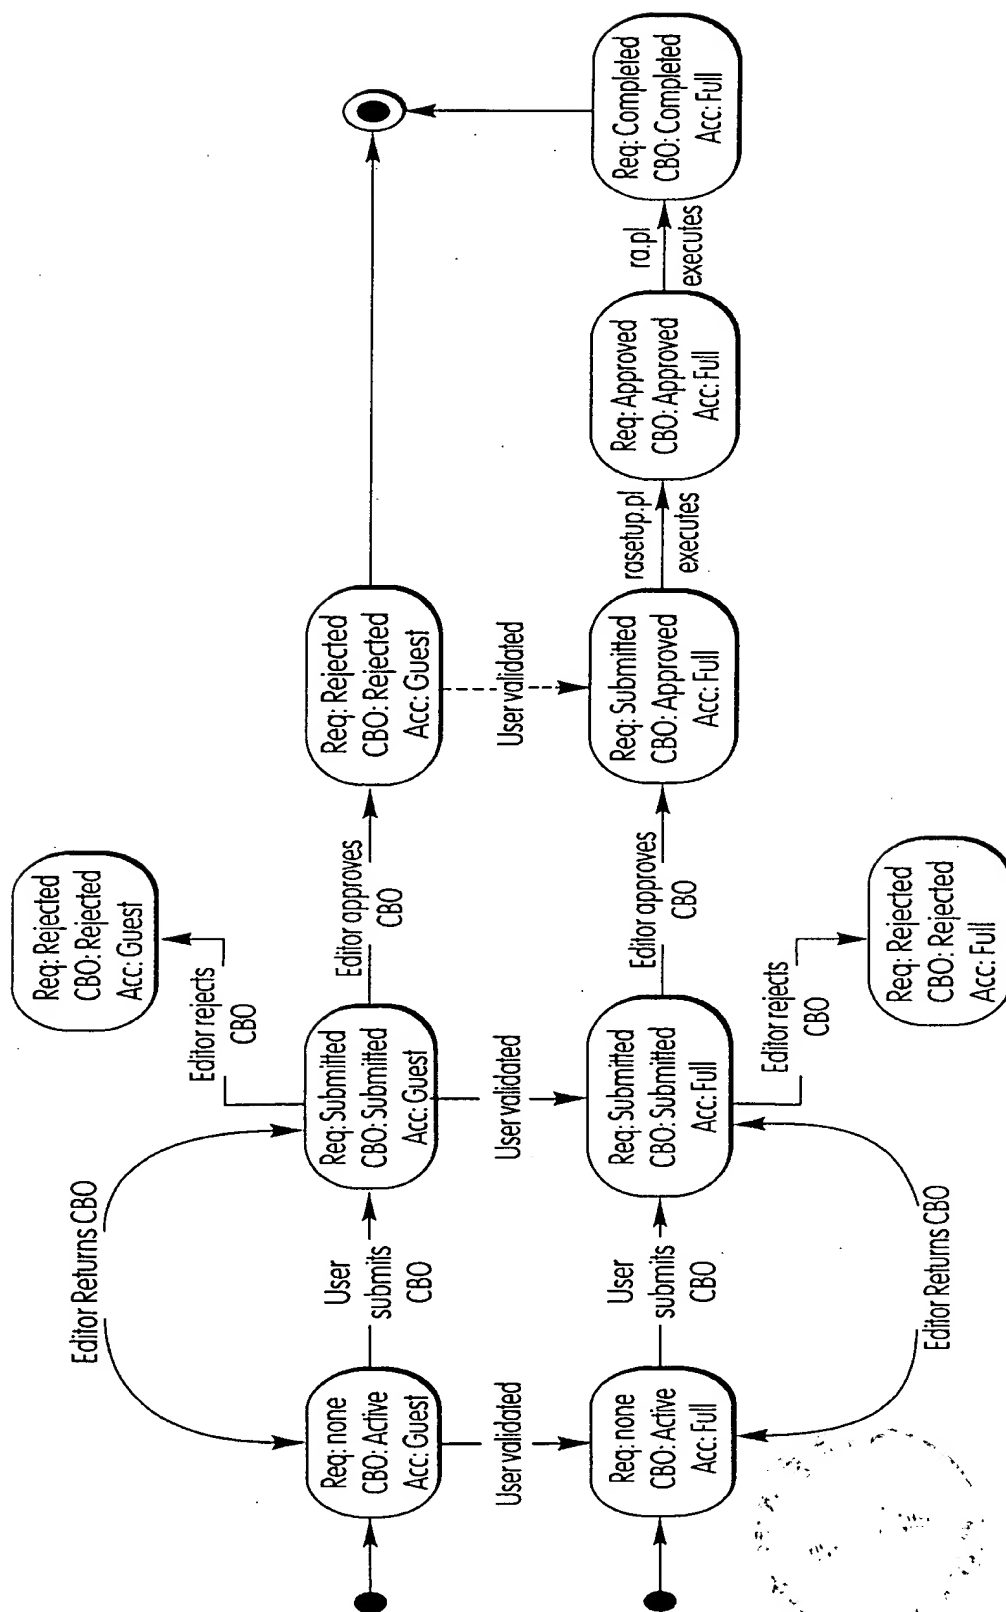 Editor Returns CBO
Editor rejects
CBO
Req: Rejected
CBO: Rejected
Acc: Guest
Req: none
CBO: Active
Acc: Guest
User
submits
CBO
Req: Submitted
CBO: Submitted
Acc: Guest
Editor approves
CBO
Req: Rejected
CBO: Rejected
Acc: Guest
User validated
User validated
User validated
Req: none
CBO: Active
Acc: Full
User
submits
CBO
Req: Submitted
CBO: Submitted
Acc: Full
Editor approves
CBO
Req: Submitted
CBO: Approved
Acc: Full
rasetup.pl
executes
Req: Approved
CBO: Approved
Acc: Full
ra.pl
executes
Req: Completed
CBO: Completed
Acc: Full
Editor Returns CBO
Editor rejects
CBO
Req: Rejected
CBO: Rejected
Acc: Full